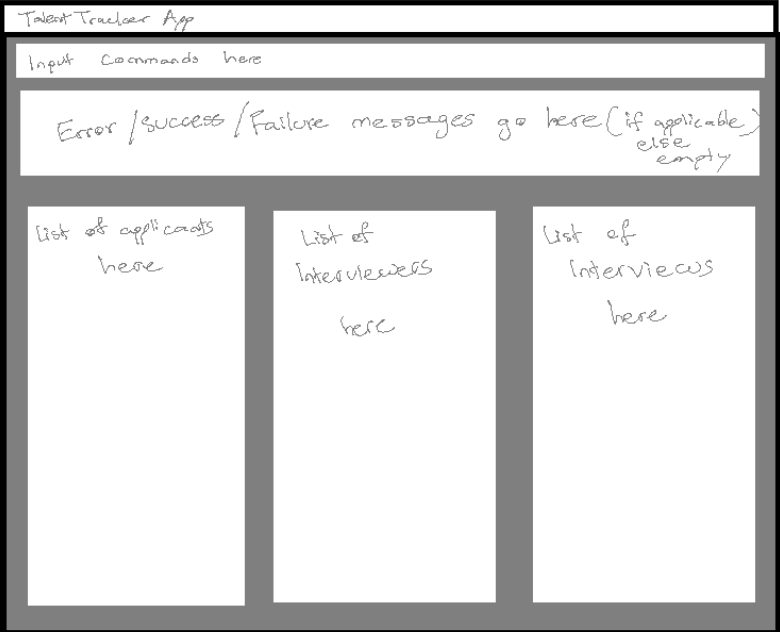 Talent Tracker App
Input Commands here
Error/success/Failure messages go here (if applicable)
else
empty
List of applicants
here
List of
Interviewers
here
List of
Interviews
here